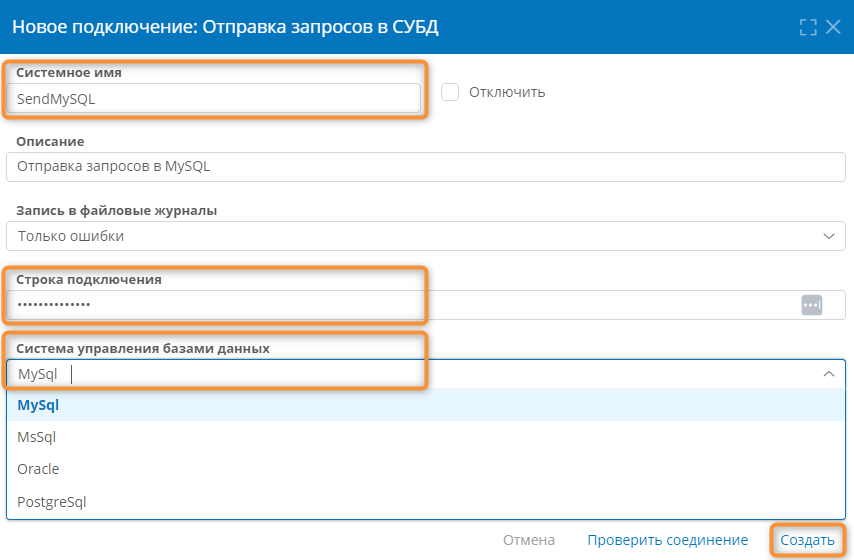 Новое подключение: Отправка запросов в СУБД
Системное имя
SendMySQL
Отключить
Описание
Отправка запросов в MySQL
Запись в файловые журналы
Только ошибки
Строка подключения
••••••••••••••
Система управления базами данных
MySql
MySql
MsSql
Oracle
PostgreSql
Отмена Проверить соединение Создать